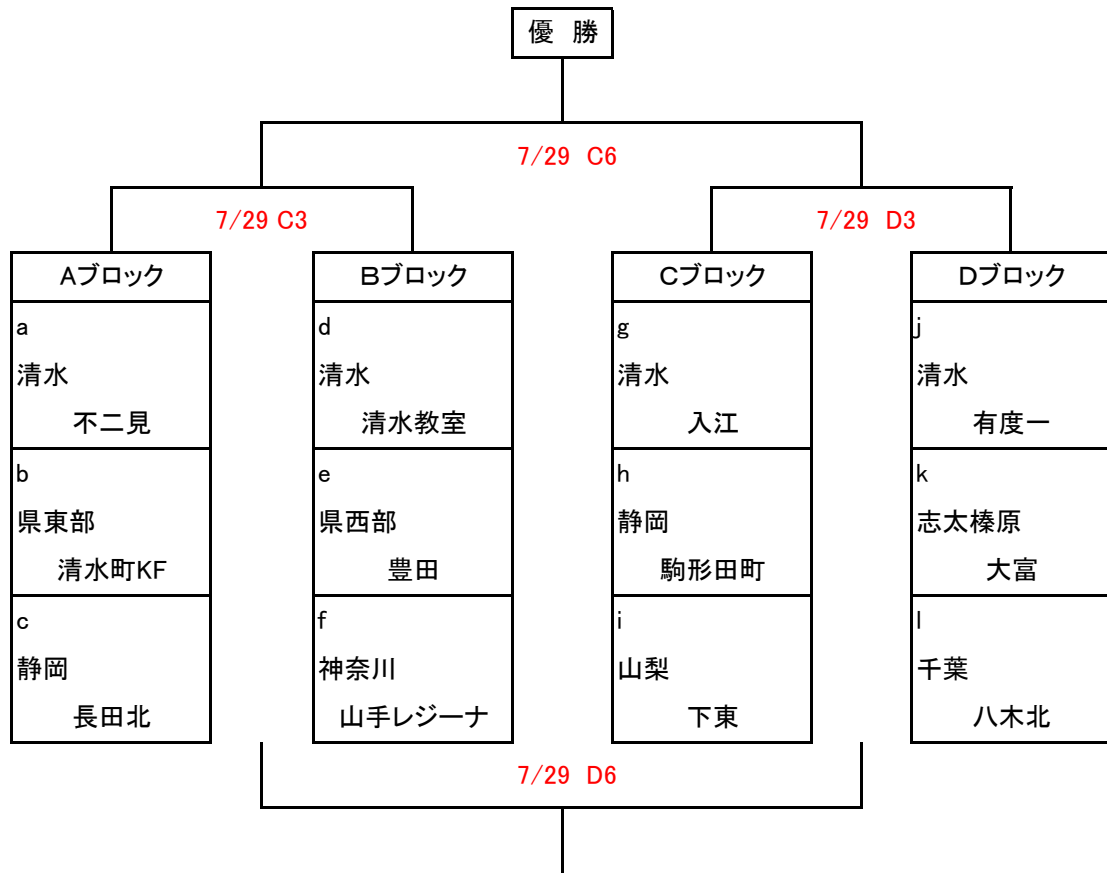 優 勝
7/29 C6
7/29 C3
7/29 D3
Aブロック
a
清水
不二見
b
県東部
清水町KF
c
静岡
長田北
Bブロック
d
清水
清水教室
e
県西部
豊田
f
神奈川
山手レジーナ
Cブロック
g
清水
入江
h
静岡
駒形田町
i
山梨
下東
Dブロック
j
清水
有度一
k
志太榛原
大富
l
千葉
八木北
7/29 D6